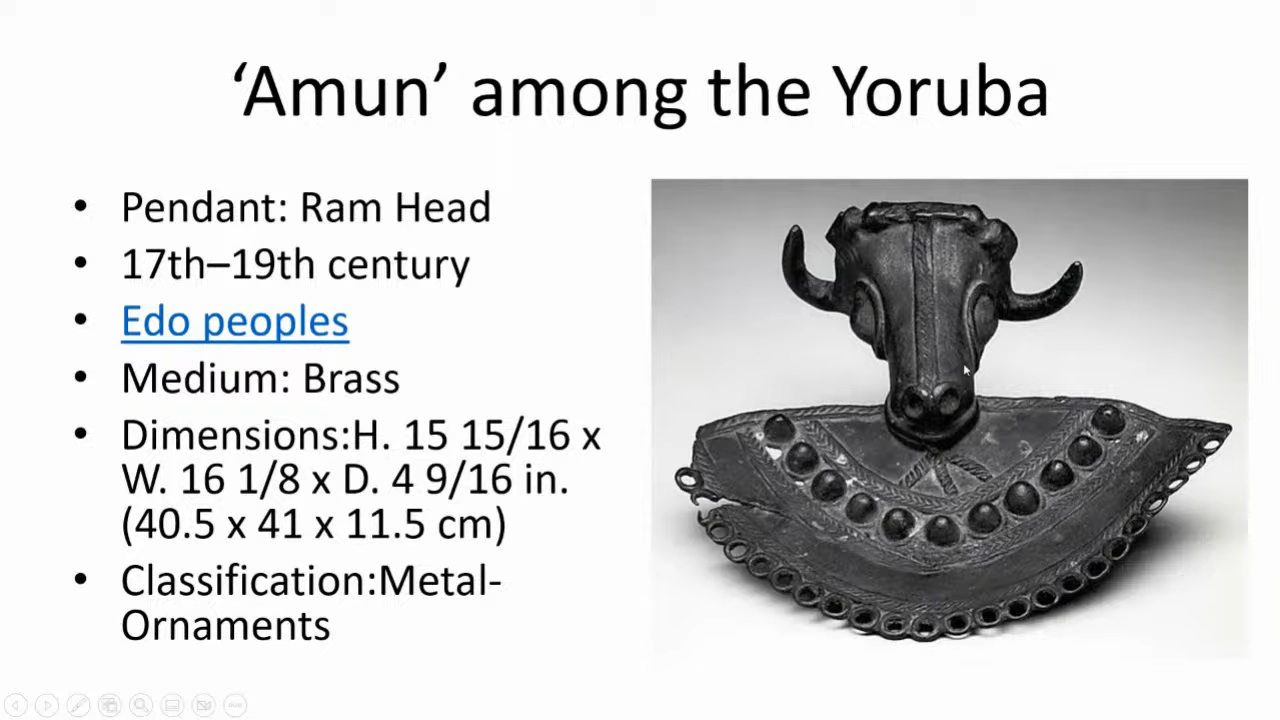 ‘Amun’ among the Yoruba
• Pendant: Ram Head
• 17th–19th century
• Edo peoples
• Medium: Brass
• Dimensions:H. 15 15/16 x
W. 16 1/8 x D. 4 9/16 in.
(40.5 x 41 x 11.5 cm)
• Classification:Metal-
Ornaments